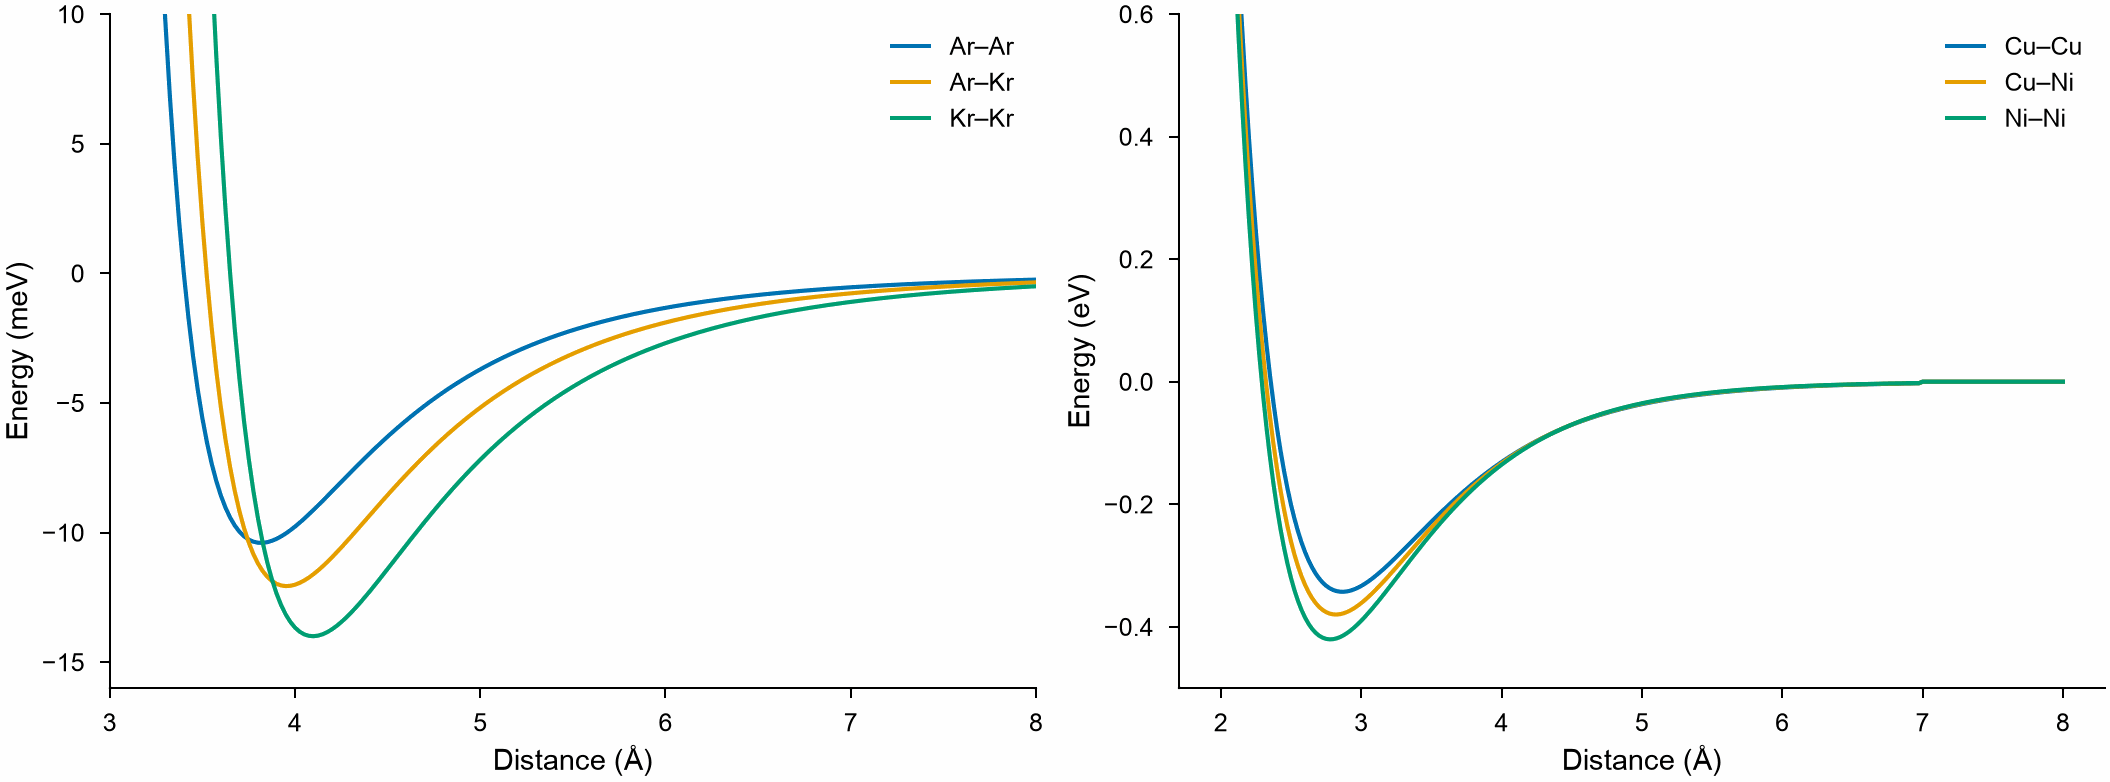 10
5
0
−5
−10
−15
Energy (meV)
3 4 5 6 7 8
Distance (Å)
Ar–Ar
Ar–Kr
Kr–Kr
0.6
0.4
0.2
0.0
−0.2
−0.4
Energy (eV)
2 3 4 5 6 7 8
Distance (Å)
Cu–Cu
Cu–Ni
Ni–Ni